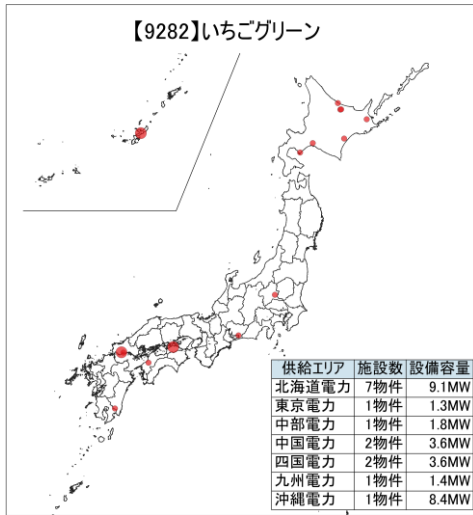 【9282】いちごグリーン
供給エリア 施設数 設備容量
北海道電力 7物件 9.1MW
東京電力 1物件 1.3MW
中部電力 1物件 1.8MW
中国電力 2物件 3.6MW
四国電力 2物件 3.6MW
九州電力 1物件 1.4MW
沖縄電力 1物件 8.4MW